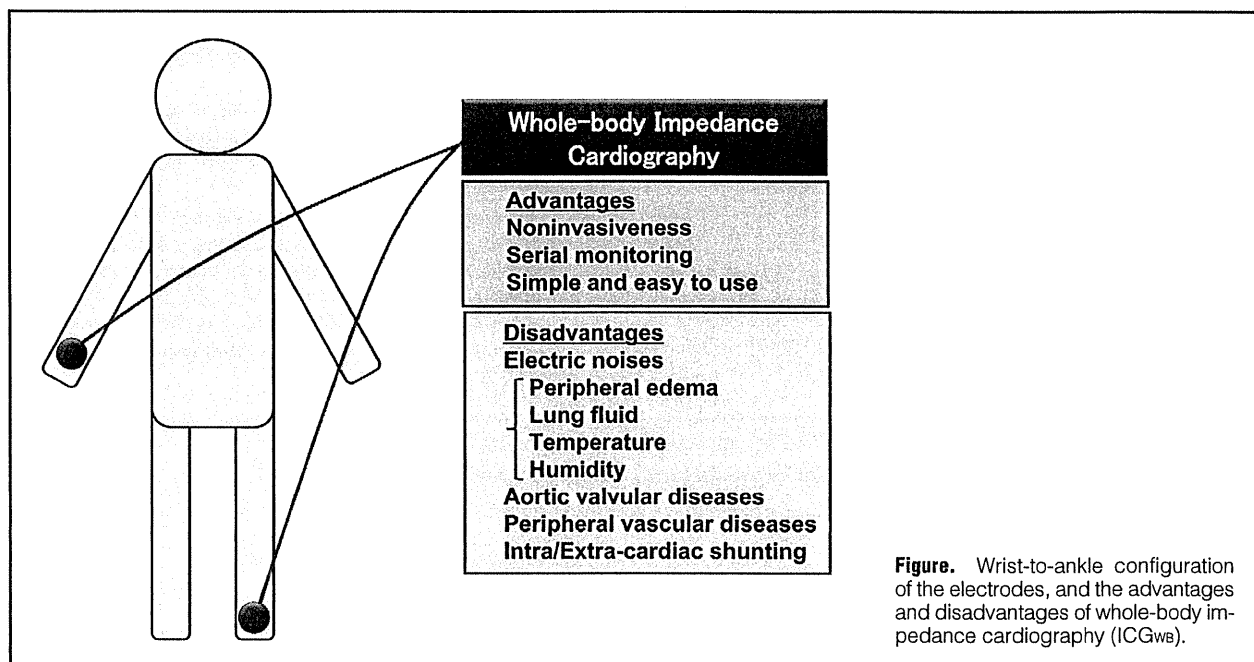 Whole-body Impedance
Cardiography
Advantages
Noninvasiveness
Serial monitoring
Simple and easy to use
Disadvantages
Electric noises
Peripheral edema
Lung fluid
Temperature
Humidity
Aortic valvular diseases
Peripheral vascular diseases
Intra/Extra-cardiac shunting
Figure. Wrist-to-ankle configuration
of the electrodes, and the advantages
and disadvantages of whole-body im-
pedance cardiography (ICGWB).